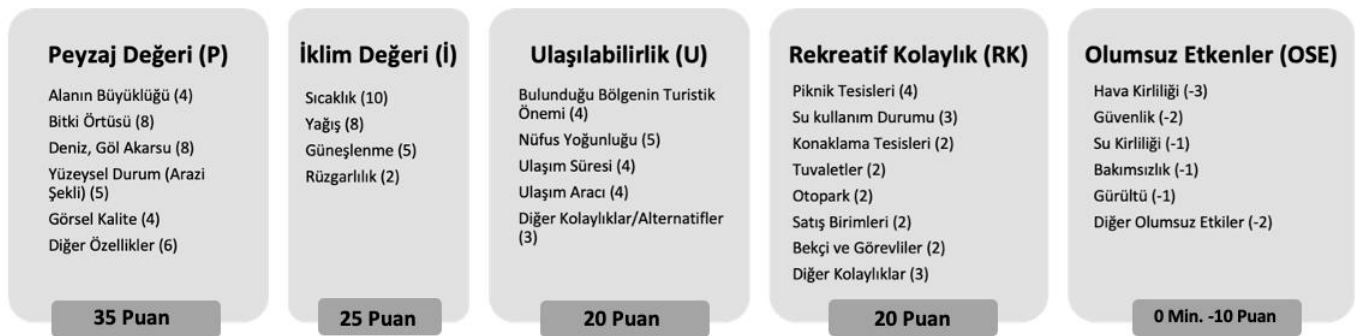 Peyzaj Değeri (P)
Alanın Büyüklüğü (4)
Bitki Örtüsü (8)
Deniz, Göl Akarsu (8)
Yüzeysel Durum (Arazi
Şekli) (5)
Görsel Kalite (4)
Diğer Özellikler (6)
35 Puan
İklim Değeri (İ)
Sıcaklık (10)
Yağış (8)
Güneşlenme (5)
Rüzgarlılık (2)
25 Puan
Ulaşılabilirlik (U)
Bulunduğu Bölgenin Turistik
Önemi (4)
Nüfus Yoğunluğu (5)
Ulaşım Süresi (4)
Ulaşım Aracı (4)
Diğer Kolaylıklar/Alternatifler
(3)
20 Puan
Rekreatif Kolaylık (RK)
Piknik Tesisleri (4)
Su kullanım Durumu (3)
Konaklama Tesisleri (2)
Tuvaletler (2)
Otopark (2)
Satış Birimleri (2)
Bekçi ve Görevliler (2)
Diğer Kolaylıklar (3)
20 Puan
Olumsuz Etkenler (OSE)
Hava Kirliliği (-3)
Güvenlik (-2)
Su Kirliliği (-1)
Bakımsızlık (-1)
Gürültü (-1)
Diğer Olumsuz Etkiler (-2)
0 Min. -10 Puan